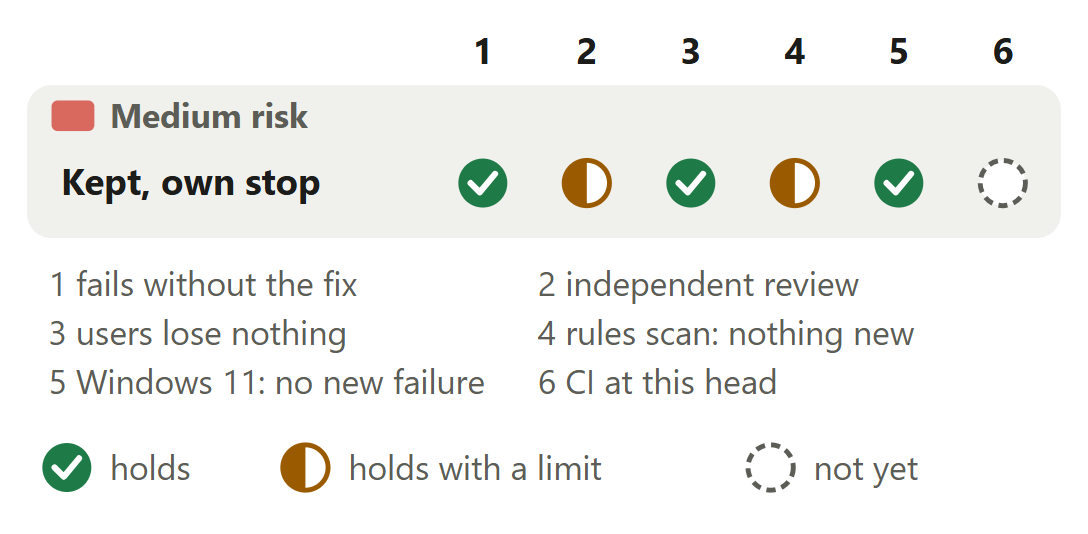 1 2 3 4 5 6
Medium risk
Kept, own stop
1 fails without the fix 2 independent review
3 users lose nothing 4 rules scan: nothing new
5 Windows 11: no new failure 6 CI at this head
holds holds with a limit not yet